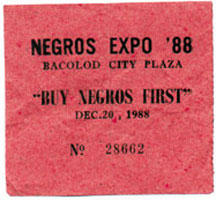 NEGROS EXPO '88
BACOLOD CITY PLAZA
"BUY NEGROS FIRST"
DEC. 20, 1988
Nº 28662